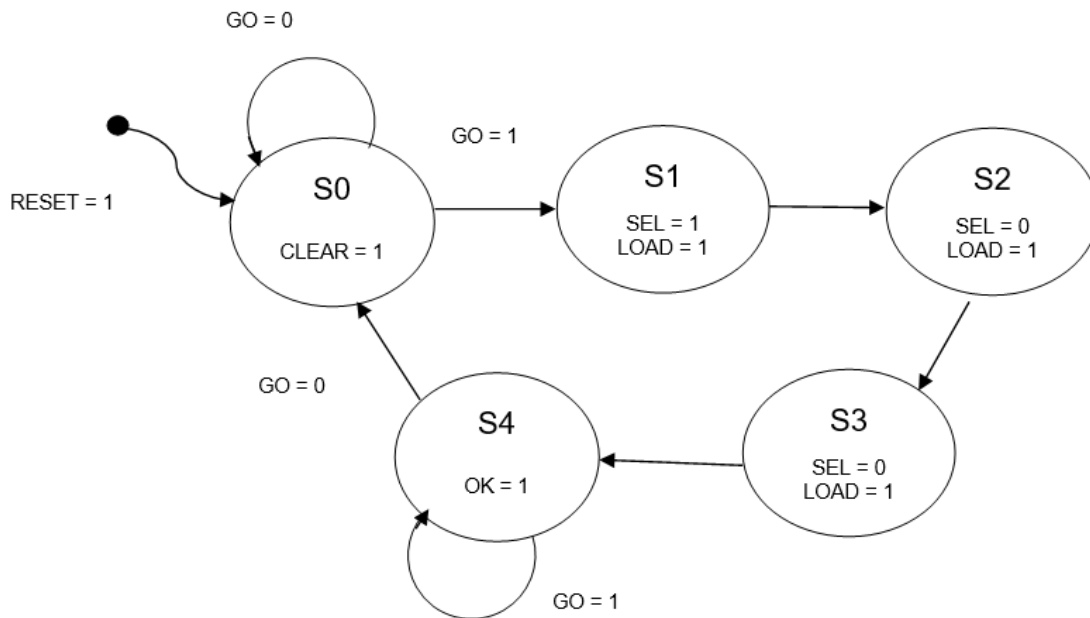 GO = 0
RESET = 1
S0
CLEAR = 1
GO = 1
S1
SEL = 1
LOAD = 1
S2
SEL = 0
LOAD = 1
GO = 0
S4
OK = 1
S3
SEL = 0
LOAD = 1
GO = 1